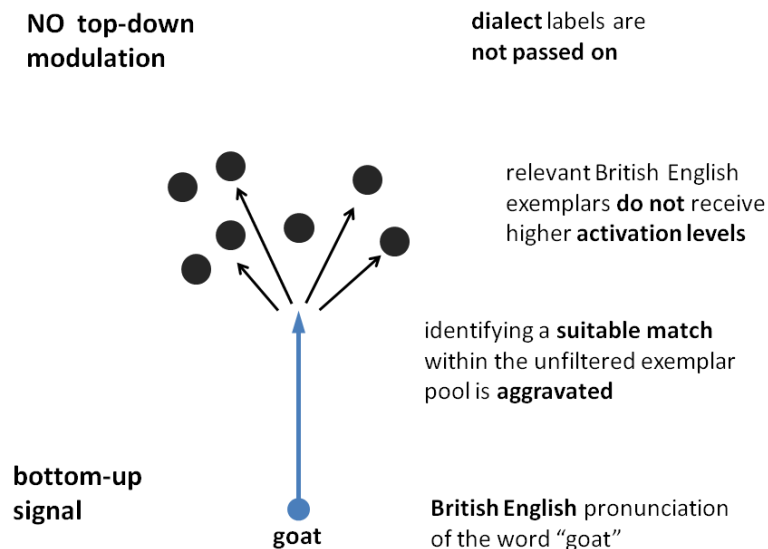 NO top-down
modulation
dialect labels are
not passed on
relevant British English
exemplars do not receive
higher activation levels
identifying a suitable match
within the unfiltered exemplar
pool is aggravated
bottom-up
signal
goat
British English pronunciation
of the word “goat”